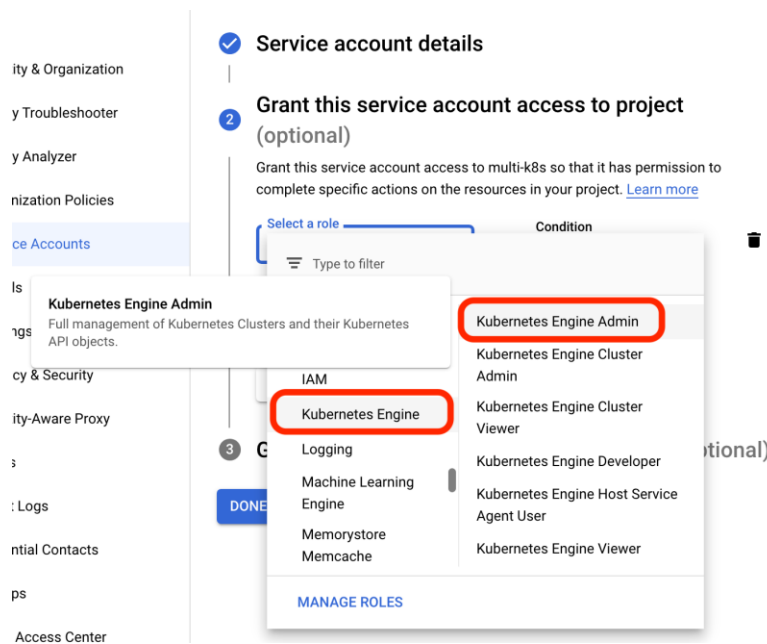 Service account details
ity & Organization
y Troubleshooter
2
Grant this service account access to project
(optional)
y Analyzer
Grant this service account access to multi-k8s so that it has permission to
complete specific actions on the resources in your project. Learn more
nization Policies
Select a role
Condition
ce Accounts
Type to filter
ls
Kubernetes Engine Admin
Full management of Kubernetes Clusters and their Kubernetes
API objects.
ngs
cy & Security
ity-Aware Proxy
s
t Logs
ntial Contacts
ps
Access Center
IAM
Kubernetes Engine
Logging
Machine Learning
Engine
Memorystore
Memcache
Kubernetes Engine Admin
Kubernetes Engine Cluster
Admin
Kubernetes Engine Cluster
Viewer
Kubernetes Engine Developer
Kubernetes Engine Host Service
Agent User
Kubernetes Engine Viewer
MANAGE ROLES
3
G
ptional)
DONE